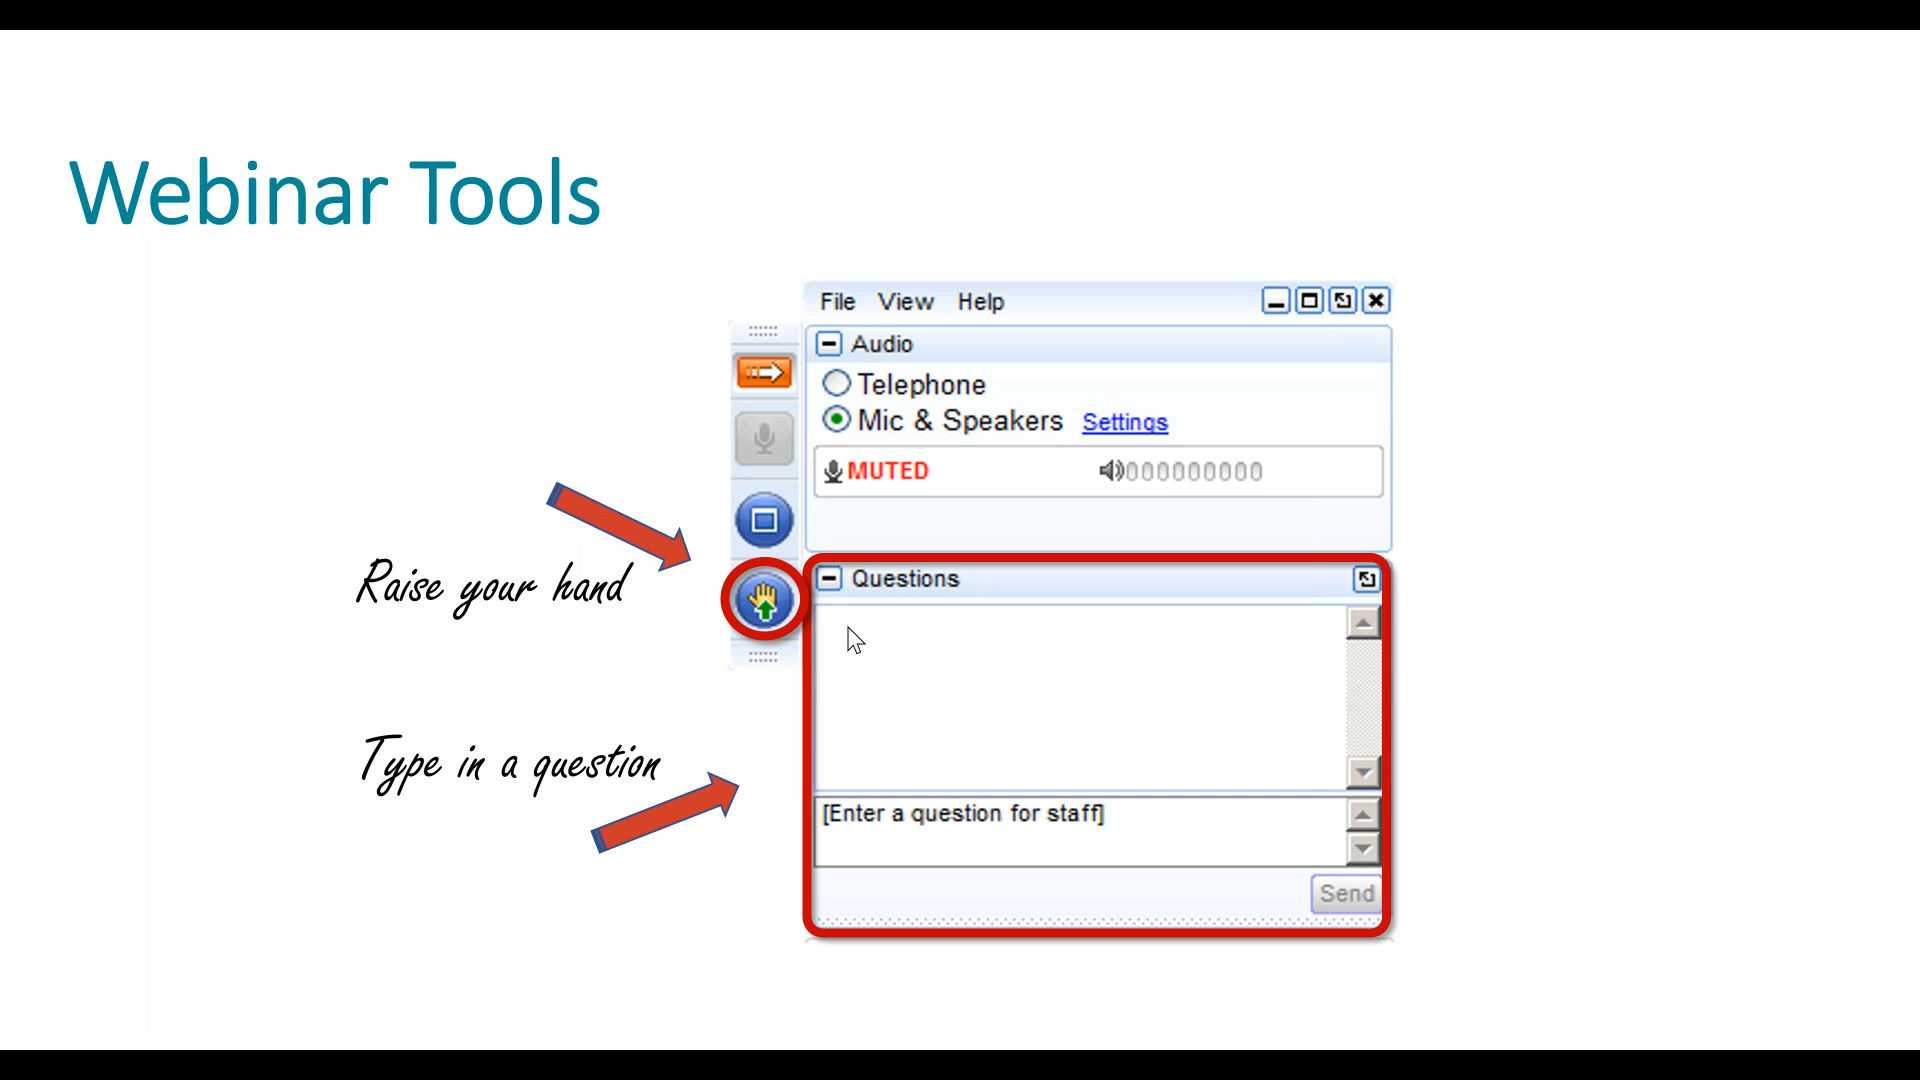 Webinar Tools
File View Help
Audio
Telephone
Mic & Speakers Settings
MUTED
Raise your hand
Questions
Type in a question
[Enter a question for staff]
Send